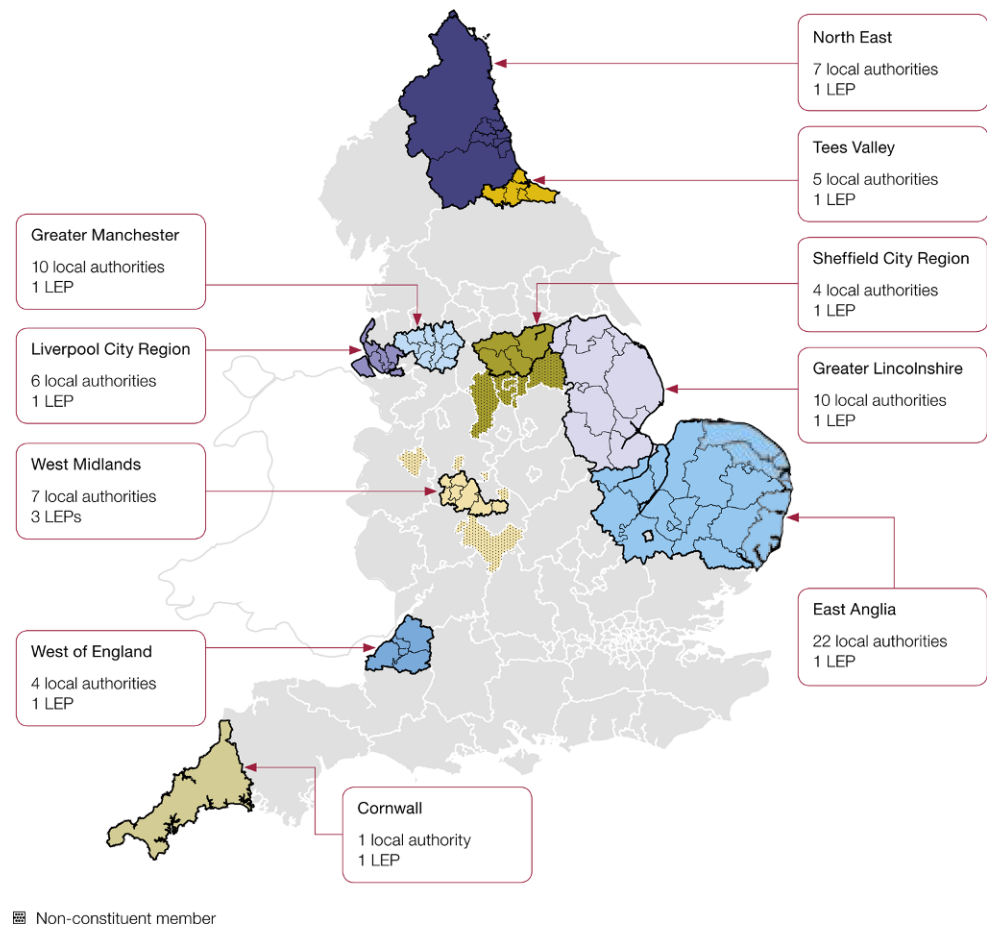 North East
7 local authorities
1 LEP
Tees Valley
5 local authorities
1 LEP
Greater Manchester
10 local authorities
1 LEP
Sheffield City Region
4 local authorities
1 LEP
Liverpool City Region
6 local authorities
1 LEP
Greater Lincolnshire
10 local authorities
1 LEP
West Midlands
7 local authorities
3 LEPs
East Anglia
22 local authorities
1 LEP
West of England
4 local authorities
1 LEP
Cornwall
1 local authority
1 LEP
Non-constituent member